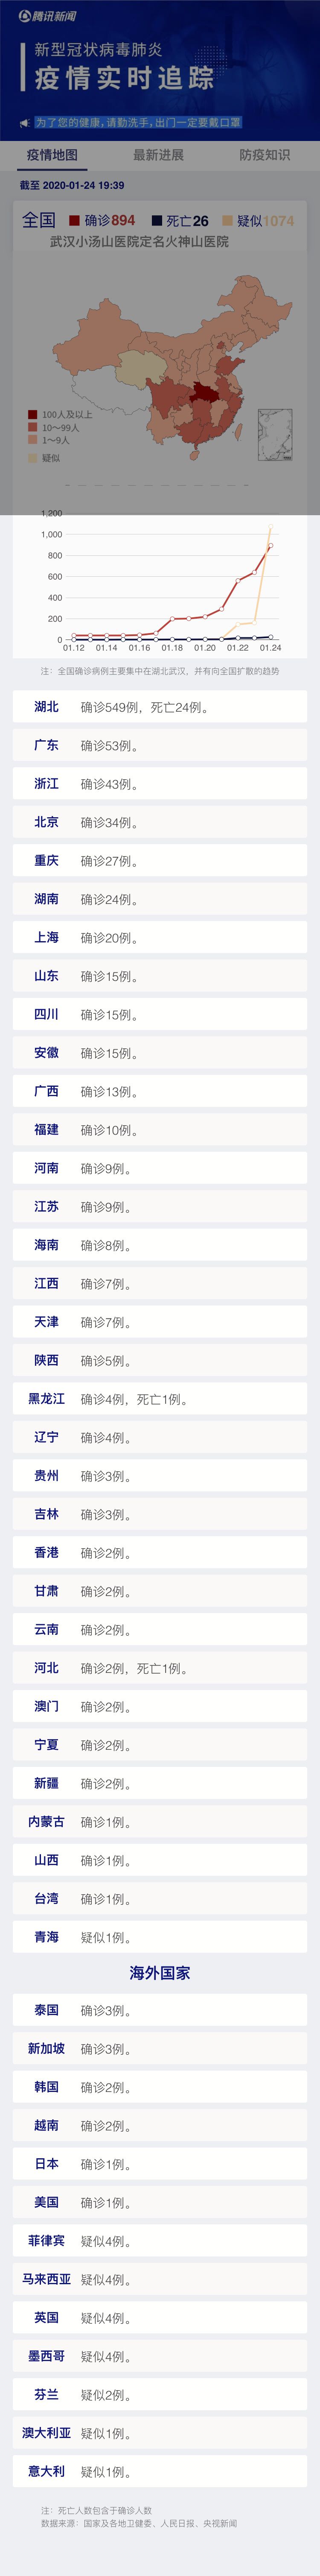 腾讯新闻
新型冠状病毒肺炎
疫情实时追踪
为了您的健康,请勤洗手,出门一定要戴口罩
疫情地图 最新进展 防疫知识
截至 2020-01-24 19:39
全国 确诊894 死亡26 疑似1074
武汉小汤山医院定名火神山医院
100人及以上
10～99人
1～9人
疑似
1,200
1,000
800
600
400
200
0
01.12 01.14 01.16 01.18 01.20 01.22 01.24
注：全国确诊病例主要集中在湖北武汉，并有向全国扩散的趋势
湖北 确诊549例，死亡24例。
广东 确诊53例。
浙江 确诊43例。
北京 确诊34例。
重庆 确诊27例。
湖南 确诊24例。
上海 确诊20例。
山东 确诊15例。
四川 确诊15例。
安徽 确诊15例。
广西 确诊13例。
福建 确诊10例。
河南 确诊9例。
江苏 确诊9例。
海南 确诊8例。
江西 确诊7例。
天津 确诊7例。
陕西 确诊5例。
黑龙江 确诊4例，死亡1例。
辽宁 确诊4例。
贵州 确诊3例。
吉林 确诊3例。
香港 确诊2例。
甘肃 确诊2例。
云南 确诊2例。
河北 确诊2例，死亡1例。
澳门 确诊2例。
宁夏 确诊2例。
新疆 确诊2例。
内蒙古 确诊1例。
山西 确诊1例。
台湾 确诊1例。
青海 疑似1例。
海外国家
泰国 确诊3例。
新加坡 确诊3例。
韩国 确诊2例。
越南 确诊2例。
日本 确诊1例。
美国 确诊1例。
菲律宾 疑似4例。
马来西亚 疑似4例。
英国 疑似4例。
墨西哥 疑似4例。
芬兰 疑似2例。
澳大利亚 疑似1例。
意大利 疑似1例。
注：死亡人数包含于确诊人数
数据来源：国家及各地卫健委、人民日报、央视新闻